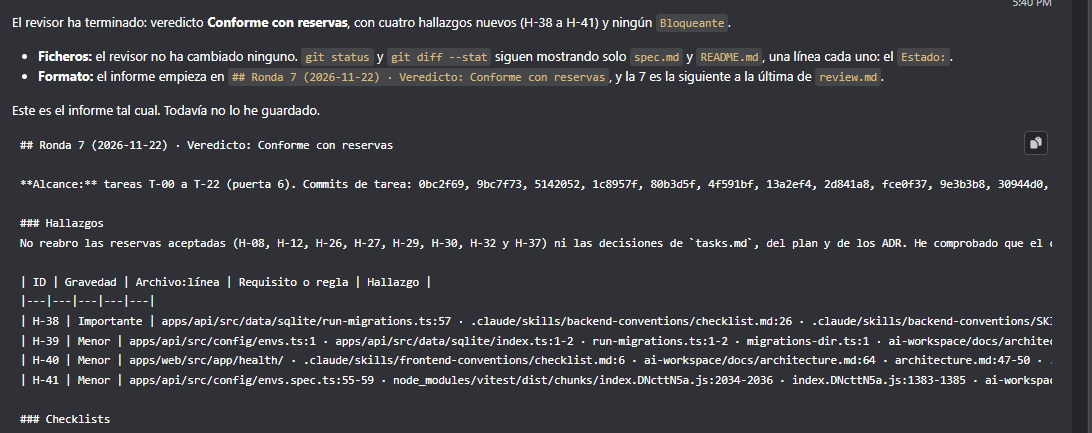 5:40 PM
El revisor ha terminado: veredicto Conforme con reservas, con cuatro hallazgos nuevos (H-38 a H-41) y ningún Bloqueante.
• Ficheros: el revisor no ha cambiado ninguno. git status y git diff --stat siguen mostrando solo spec.md y README.md, una línea cada uno: el Estado:.
• Formato: el informe empieza en ## Ronda 7 (2026-11-22) · Veredicto: Conforme con reservas, y la 7 es la siguiente a la última de review.md.
Este es el informe tal cual. Todavía no lo he guardado.
## Ronda 7 (2026-11-22) · Veredicto: Conforme con reservas
**Alcance:** tareas T-00 a T-22 (puerta 6). Commits de tarea: 0bc2f69, 9bc7f73, 5142052, 1c8957f, 80b3d5f, 4f591bf, 13a2ef4, 2d841a8, fce0f37, 9e3b3b8, 30944d0,
### Hallazgos
No reabro las reservas aceptadas (H-08, H-12, H-26, H-27, H-29, H-30, H-32 y H-37) ni las decisiones de `tasks.md`, del plan y de los ADR. He comprobado que el
| ID | Gravedad | Archivo:línea | Requisito o regla | Hallazgo |
|---|---|---|---|---|
| H-38 | Importante | apps/api/src/data/sqlite/run-migrations.ts:57 · .claude/skills/backend-conventions/checklist.md:26 · .claude/skills/backend-conventions/SK
| H-39 | Menor | apps/api/src/config/envs.ts:1 · apps/api/src/data/sqlite/index.ts:1-2 · run-migrations.ts:1-2 · migrations-dir.ts:1 · ai-workspace/docs/archite
| H-40 | Menor | apps/web/src/app/health/ · .claude/skills/frontend-conventions/checklist.md:6 · ai-workspace/docs/architecture.md:64 · architecture.md:47-50 ·
| H-41 | Menor | apps/api/src/config/envs.spec.ts:55-59 · node_modules/vitest/dist/chunks/index.DNcttN5a.js:2034-2036 · index.DNcttN5a.js:1383-1385 · ai-workspa
### Checklists